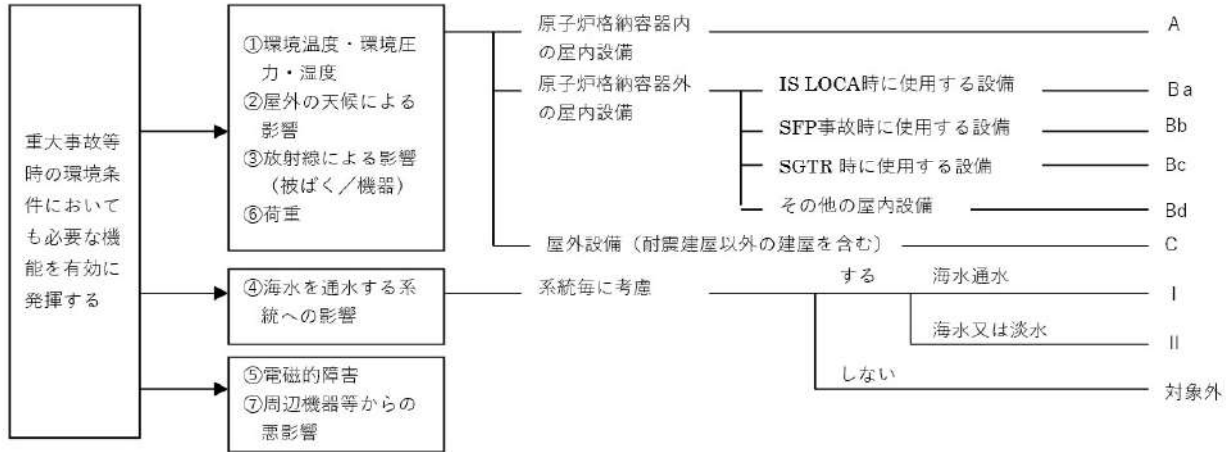 重大事故等
時の環境条
件において
も必要な機
能を有効に
発揮する
①環境温度・環境圧
力・湿度
②屋外の天候による
影響
③放射線による影響
（被ばく／機器）
⑥荷重
原子炉格納容器内
の屋内設備
A
原子炉格納容器外
の屋内設備
IS LOCA時に使用する設備
Ba
SFP事故時に使用する設備
Bb
SGTR 時に使用する設備
Bc
その他の屋内設備
Bd
屋外設備（耐震建屋以外の建屋を含む）
C
④海水を通水する系
統への影響
系統毎に考慮
する
海水通水
I
海水又は淡水
II
しない
対象外
⑤電磁的障害
⑦周辺機器等からの
悪影響